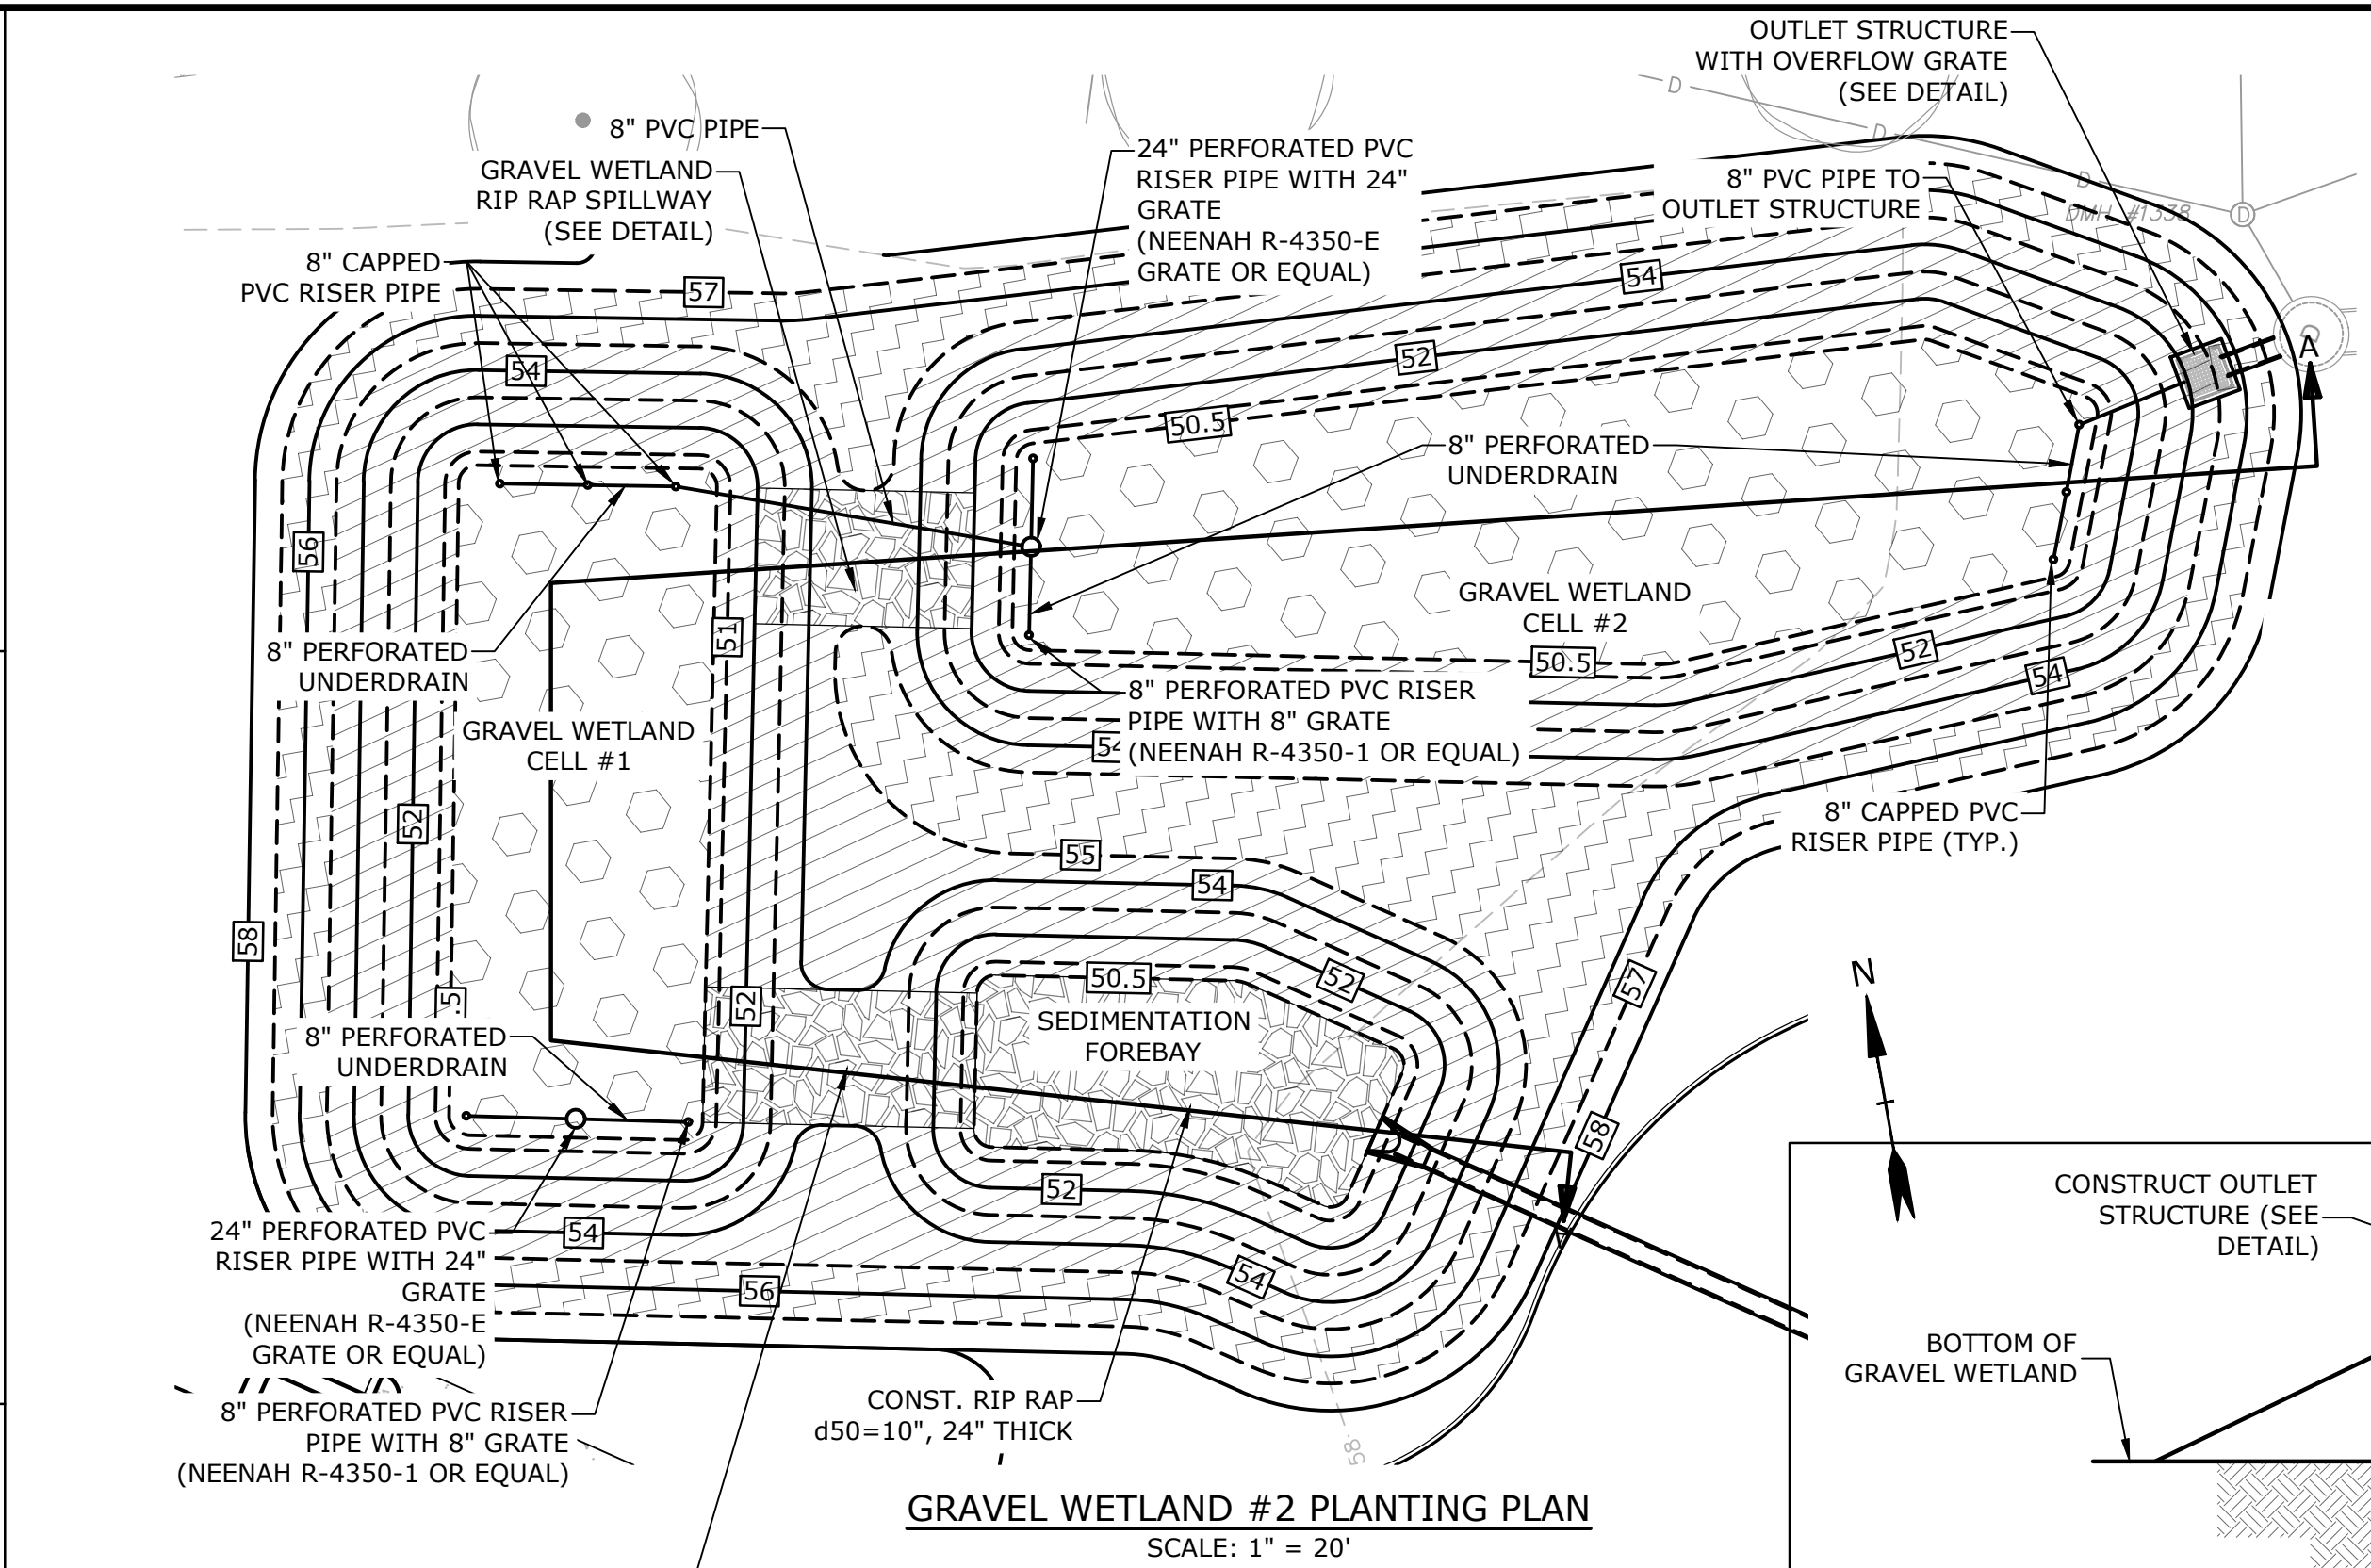 OUTLET STRUCTURE
WITH OVERFLOW GRATE
(SEE DETAIL)
D
D
D
D
DMH #1338
D
8" PVC PIPE
GRAVEL WETLAND
RIP RAP SPILLWAY
(SEE DETAIL)
24" PERFORATED PVC
RISER PIPE WITH 24"
GRATE
(NEENAH R-4350-E
GRATE OR EQUAL)
8" PVC PIPE TO
OUTLET STRUCTURE
8" CAPPED
PVC RISER PIPE
57
54
54
52
50.5
A
8" PERFORATED
UNDERDRAIN
56
51
GRAVEL WETLAND
CELL #2
8" PERFORATED
UNDERDRAIN
50.5
52
54
8" PERFORATED PVC RISER
PIPE WITH 8" GRATE
(NEENAH R-4350-1 OR EQUAL)
GRAVEL WETLAND
CELL #1
52
8" CAPPED PVC
RISER PIPE (TYP.)
55
54
58
52
50.5
52
57
N
.5
SEDIMENTATION
FOREBAY
8" PERFORATED
UNDERDRAIN
58
52
54
54
56
24" PERFORATED PVC
RISER PIPE WITH 24"
GRATE
(NEENAH R-4350-E
GRATE OR EQUAL)
8" PERFORATED PVC RISER
PIPE WITH 8" GRATE
(NEENAH R-4350-1 OR EQUAL)
CONST. RIP RAP
d50=10", 24" THICK
58
CONSTRUCT OUTLET
STRUCTURE (SEE
DETAIL)
BOTTOM OF
GRAVEL WETLAND
GRAVEL WETLAND #2 PLANTING PLAN
SCALE: 1" = 20'